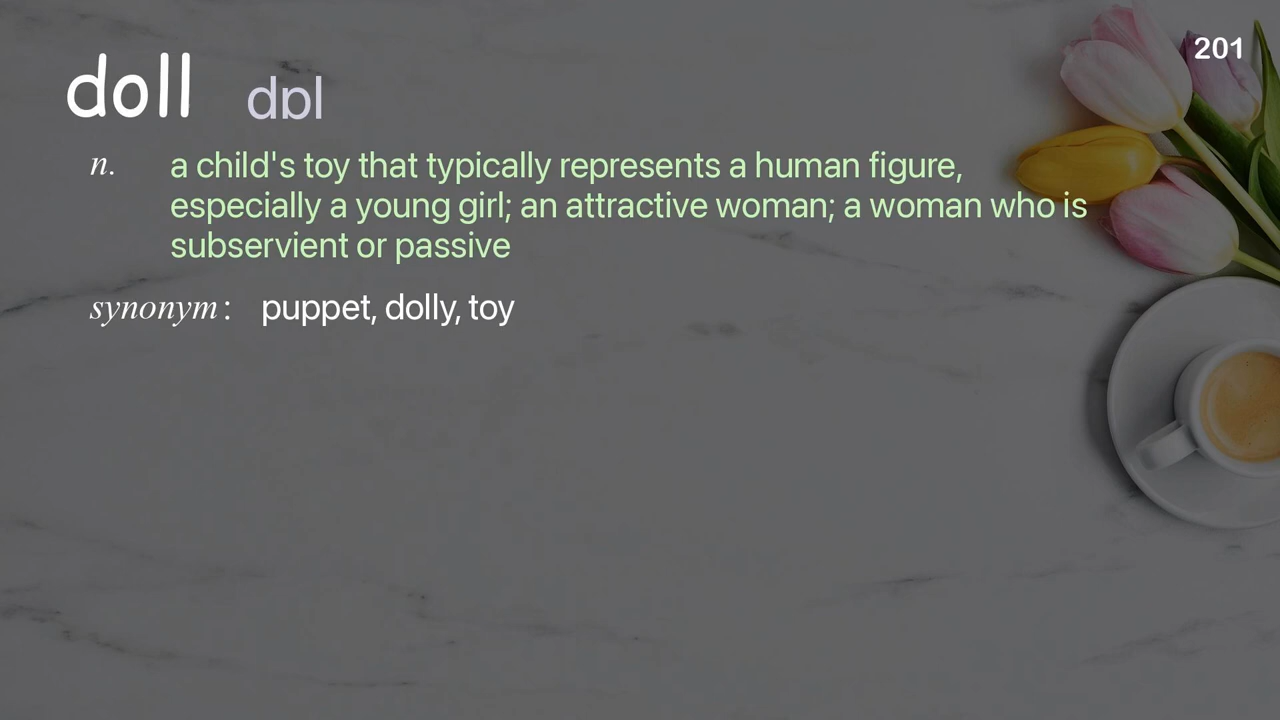 201
doll dɒl
n. a child's toy that typically represents a human figure,
especially a young girl; an attractive woman; a woman who is
subservient or passive
synonym: puppet, dolly, toy